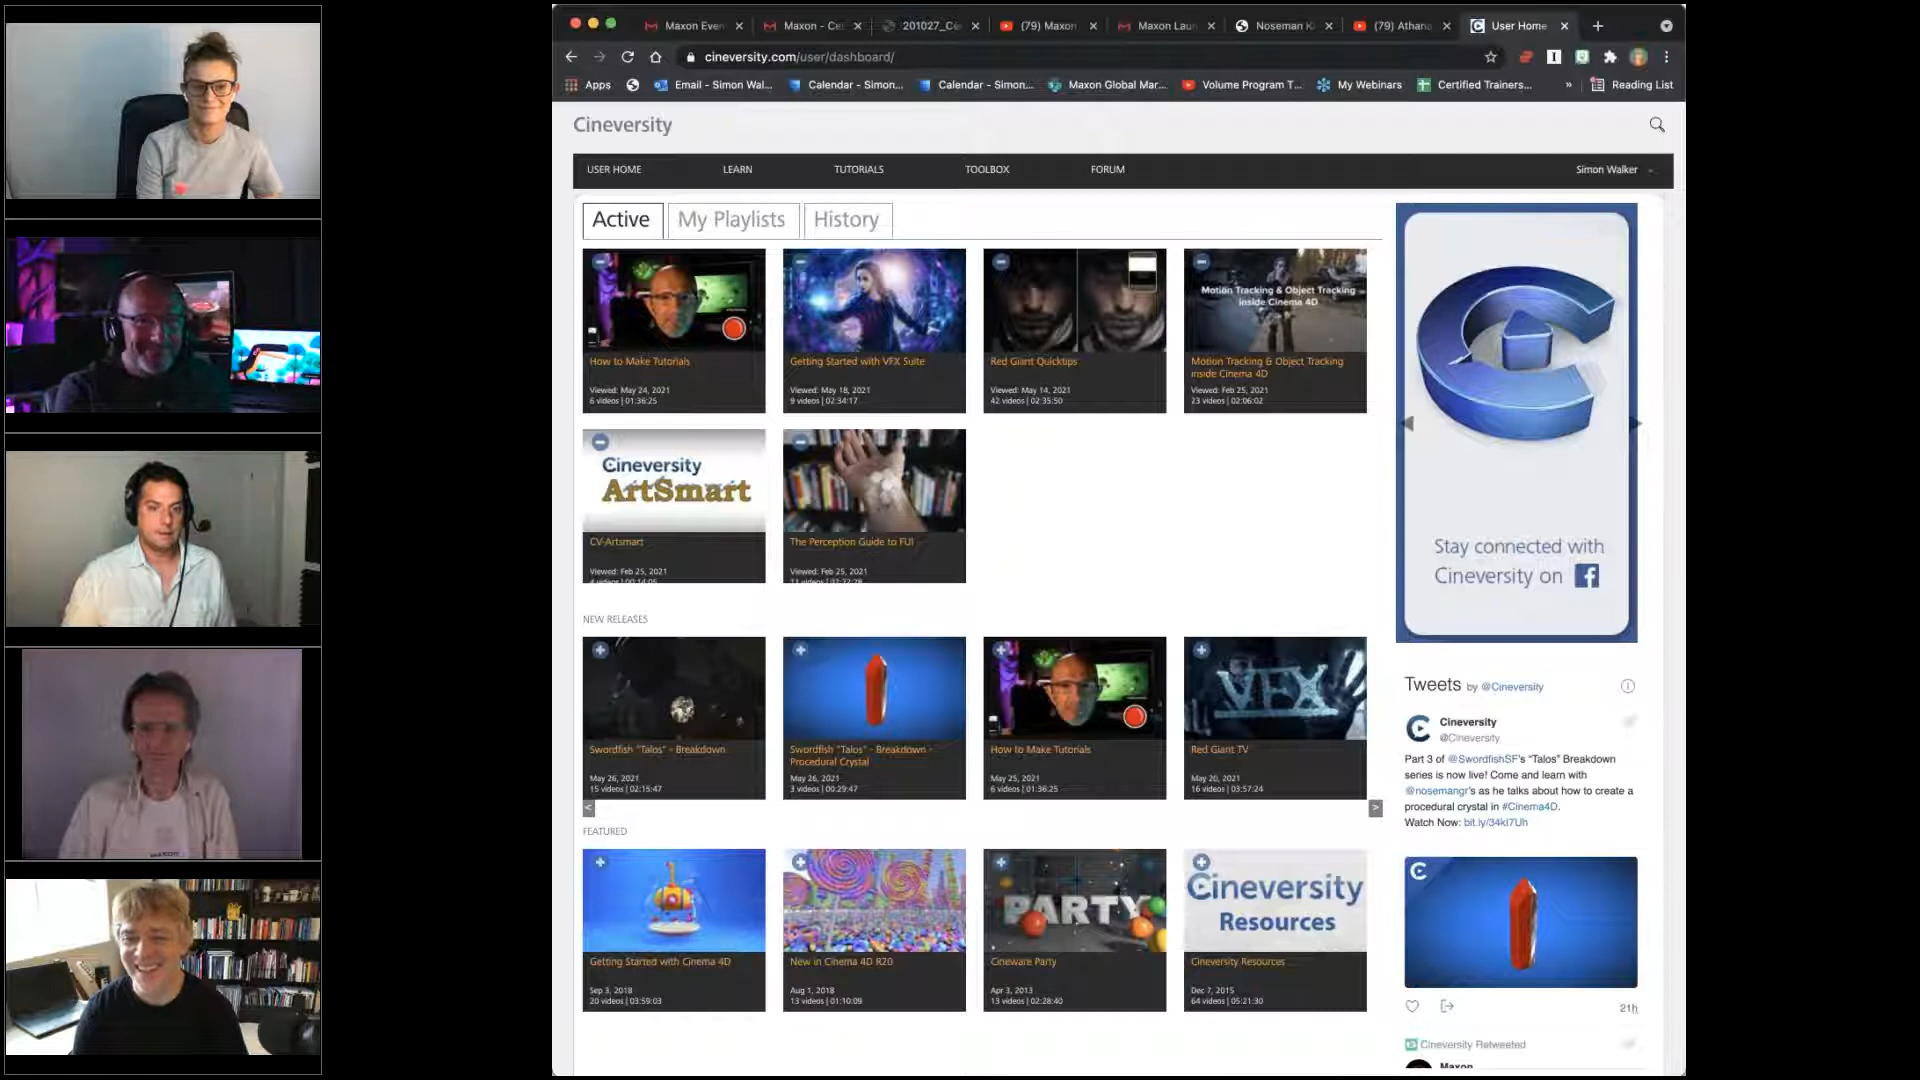 Maxon Even
Maxon - Ce
201027_Ci
(79) Maxon
Maxon Laun
Noseman K
(79) Athana
User Home
cineversity.com/user/dashboard/
Apps
Email - Simon Wal...
Calendar - Simon...
Calendar - Simon...
Maxon Global Mar...
Volume Program T...
My Webinars
Certified Trainers...
»
Reading List
Cineversity
USER HOME
LEARN
TUTORIALS
TOOLBOX
FORUM
Simon Walker
Active
My Playlists
History
Motion Tracking & Object Tracking
inside Cinema 4D
How to Make Tutorials
Viewed: May 24, 2021
6 videos | 01:36:25
Getting Started with VFX Suite
Viewed: May 18, 2021
9 videos | 02:34:17
Red Giant Quicktips
Viewed: May 14, 2021
42 videos | 02:35:50
Motion Tracking & Object Tracking
inside Cinema 4D
Viewed: Feb 25, 2021
23 videos | 02:06:02
Cineversity
ArtSmart
CV-Artsmart
Viewed: Feb 25, 2021
4 videos | 00:14:05
The Perception Guide to FUI
Viewed: Feb 25, 2021
Stay connected with
Cineversity on f
NEW RELEASES
VFX
Swordfish "Talos" - Breakdown
May 26, 2021
15 videos | 02:15:47
Swordfish "Talos" - Breakdown -
Procedural Crystal
May 26, 2021
3 videos | 00:29:47
How to Make Tutorials
May 25, 2021
6 videos | 01:36:25
Red Giant TV
May 20, 2021
16 videos | 03:57:24
<
>
FEATURED
PARTY
Cineversity
Resources
Getting Started with Cinema 4D
Sep 3, 2018
20 videos | 03:59:03
New in Cinema 4D R20
Aug 1, 2018
13 videos | 01:10:09
Cineware Party
Apr 3, 2013
13 videos | 02:28:40
Cineversity Resources
Dec 7, 2015
64 videos | 05:21:30
Tweets by @Cineversity
Cineversity
@Cineversity
Part 3 of @SwordfishSF's "Talos" Breakdown
series is now live! Come and learn with
@nosemangr's as he talks about how to create a
procedural crystal in #Cinema4D.
Watch Now: bit.ly/34kI7Uh
21h
Cineversity Retweeted
Maxon